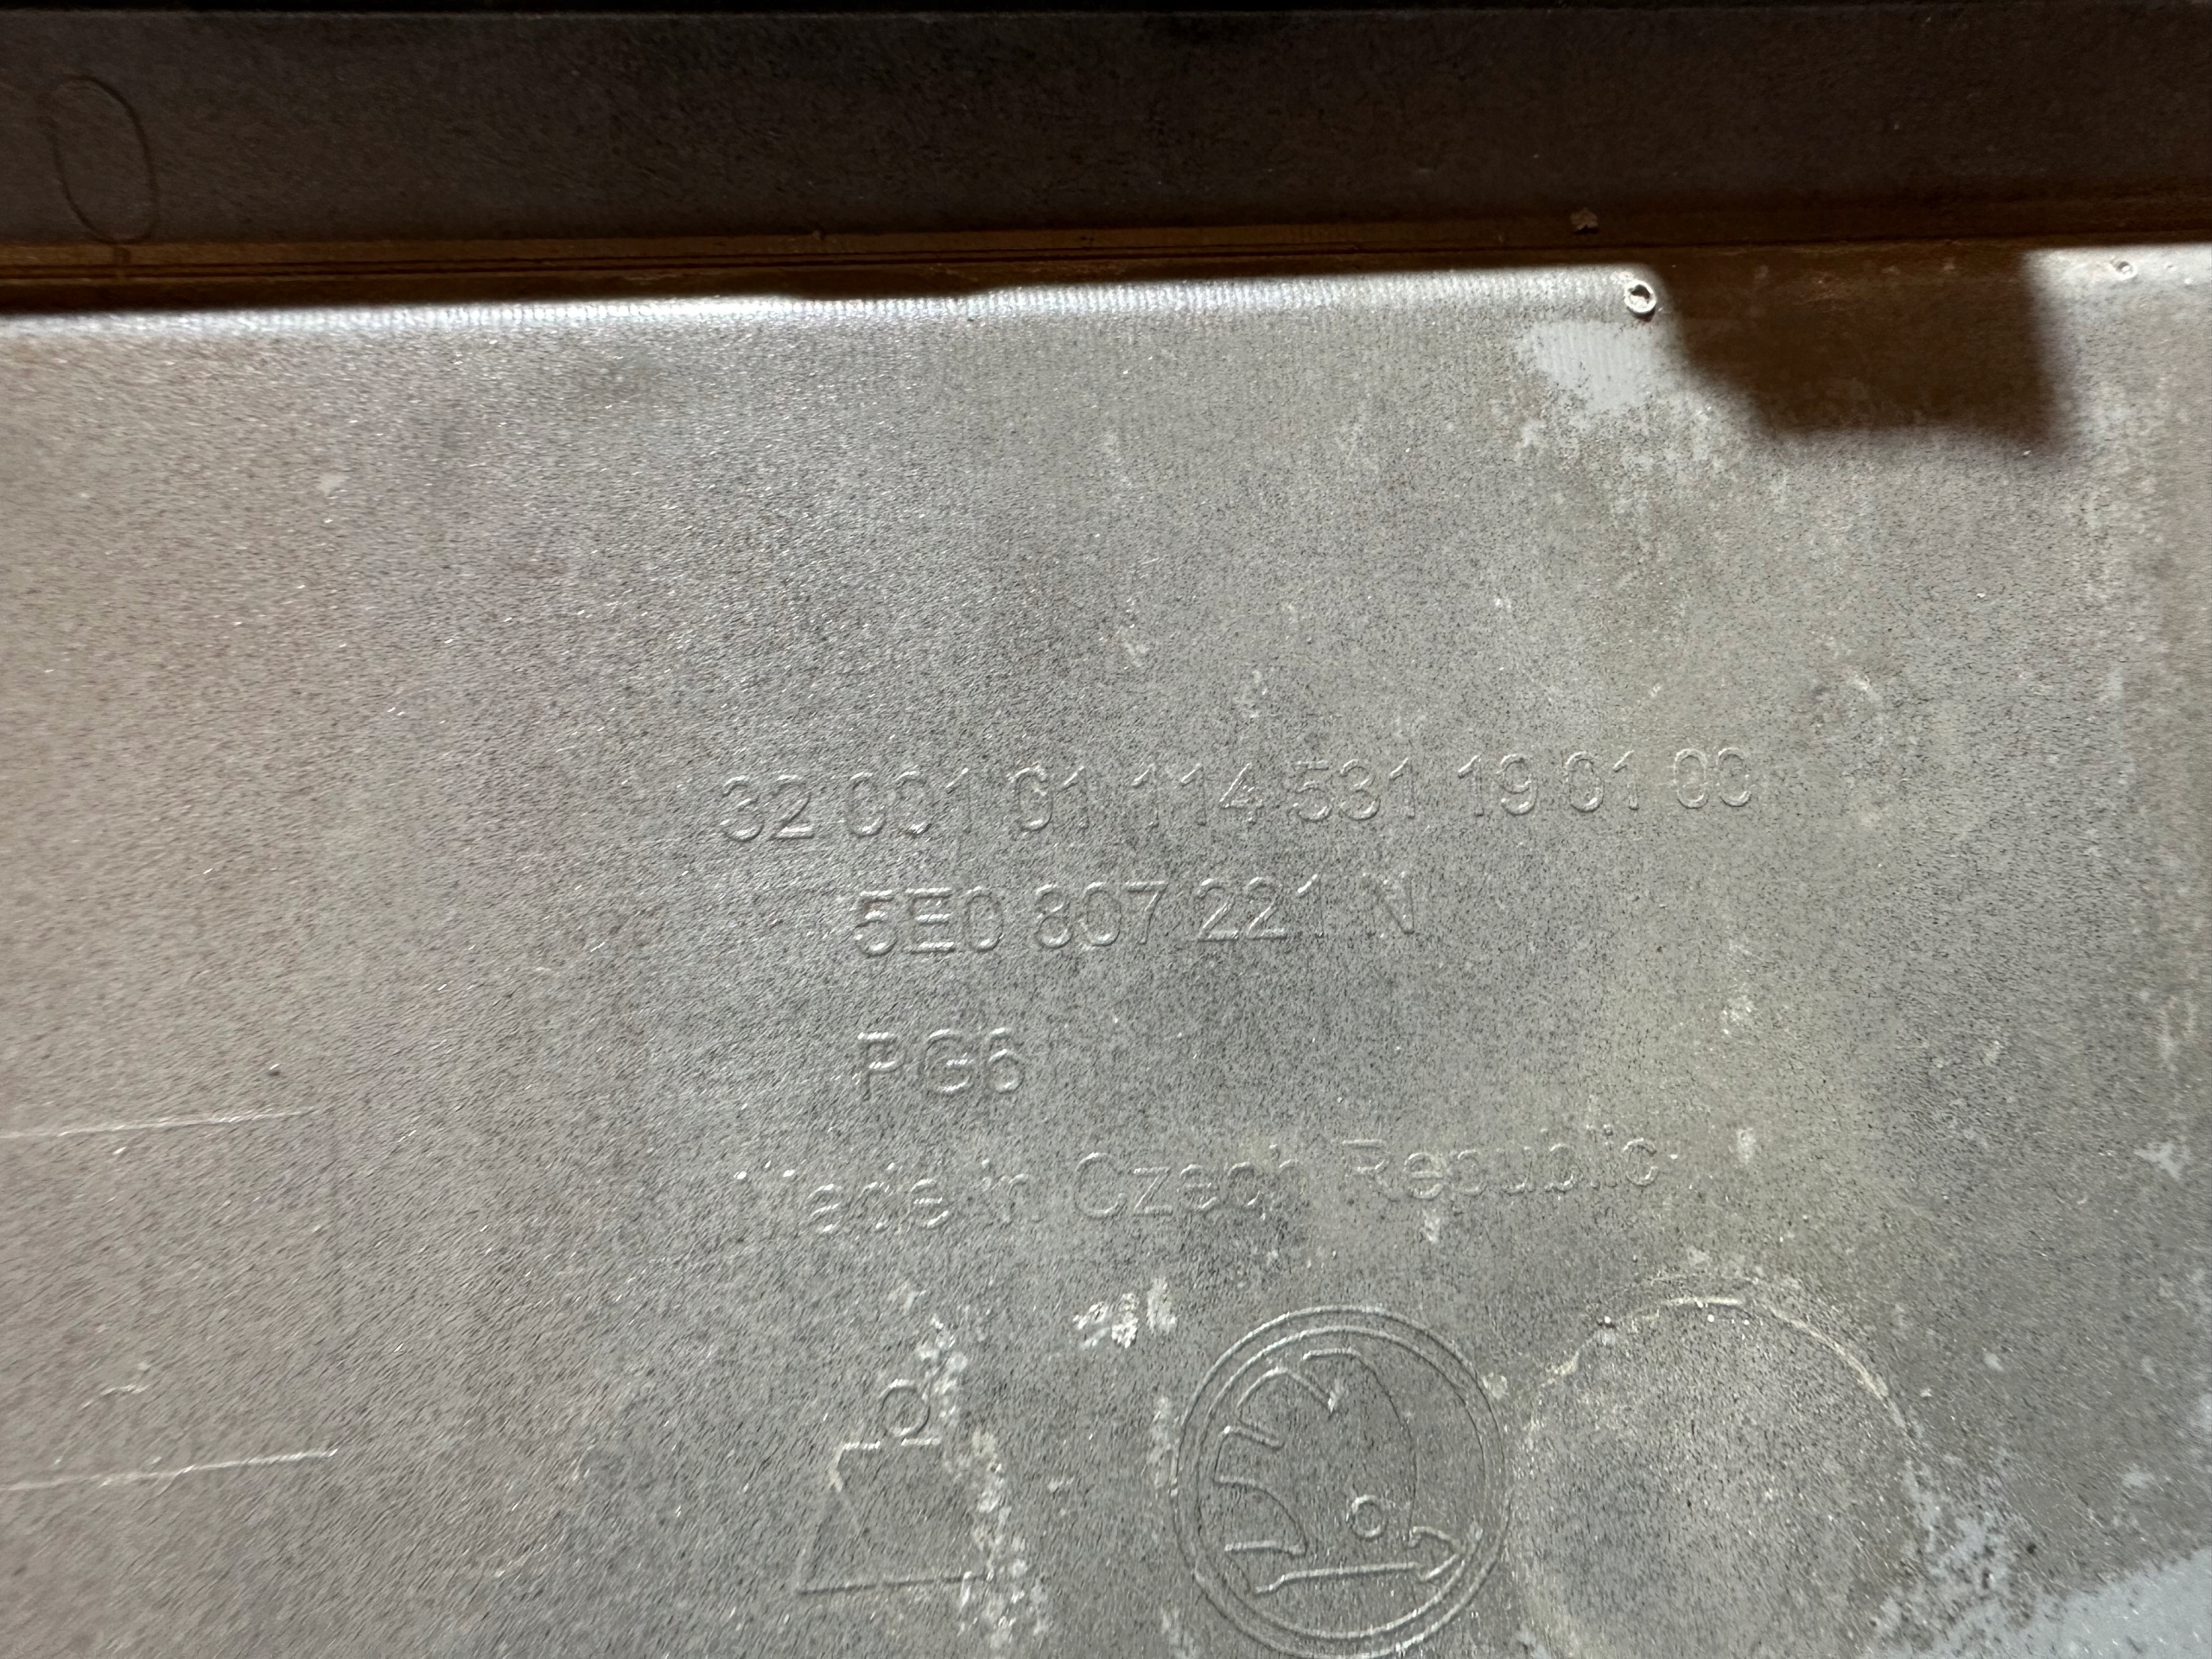 32 001 01 114 531 19 01 00
5E0 807 221 N
PG6
Made in Czech Republic